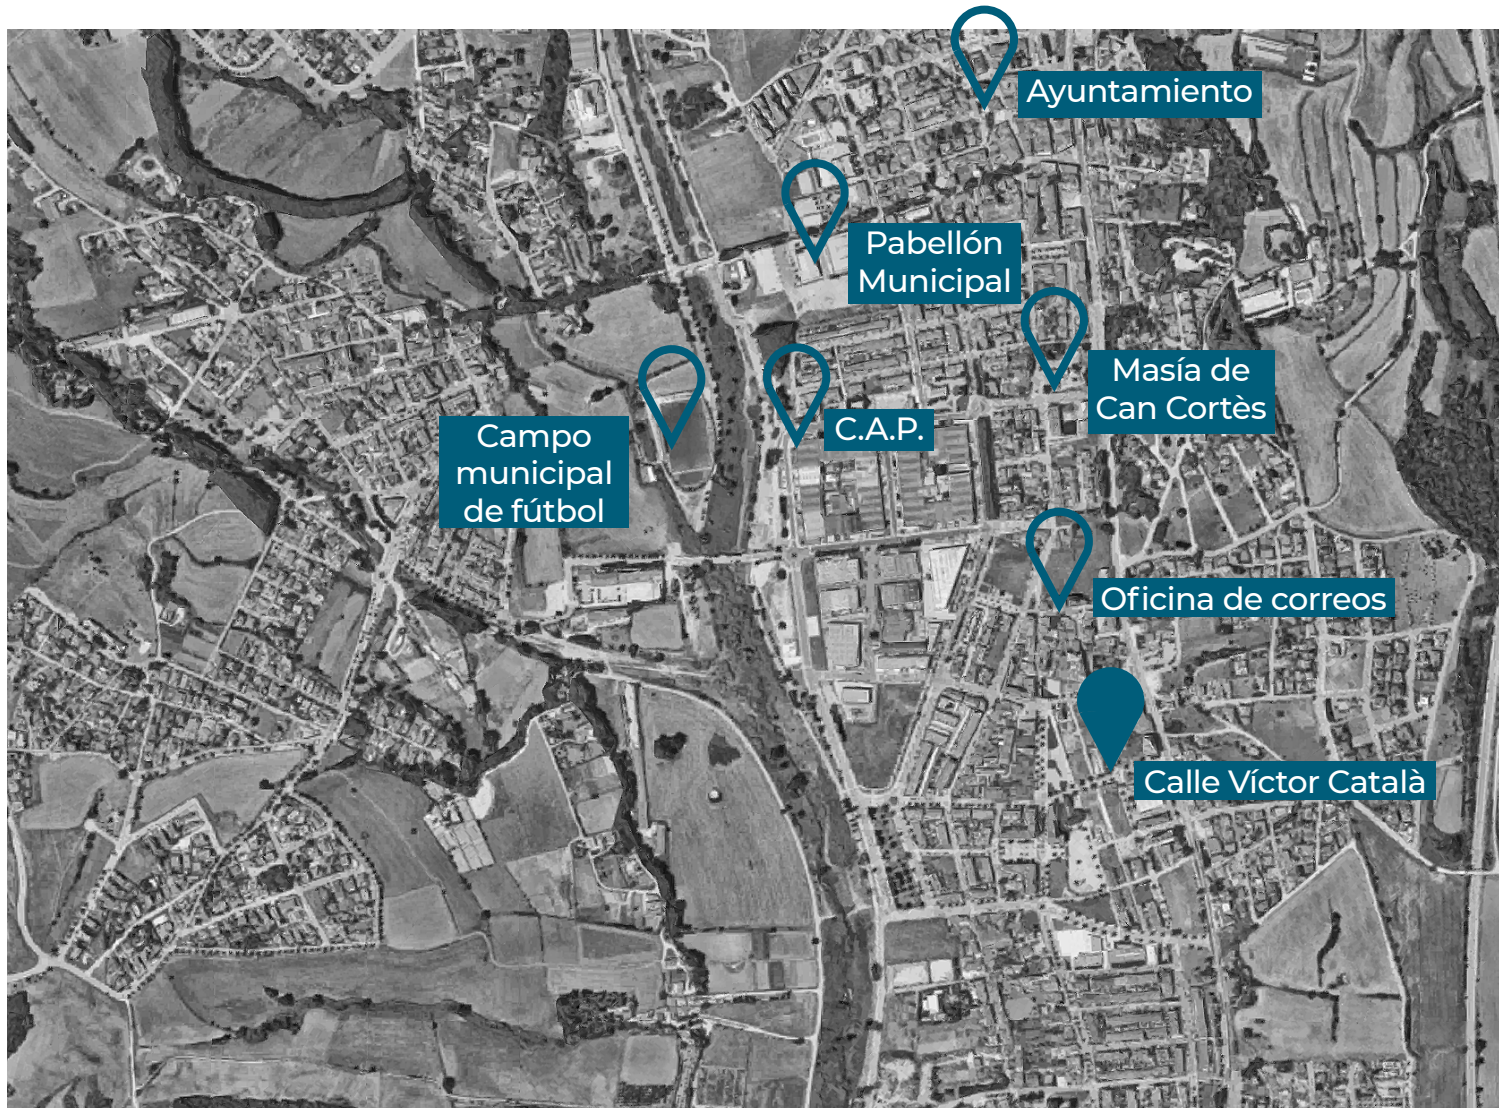 Ayuntamiento
Pabellón
Municipal
Masía de
Can Cortès
C.A.P.
Campo
municipal
de fútbol
Oficina de correos
Calle Víctor Català